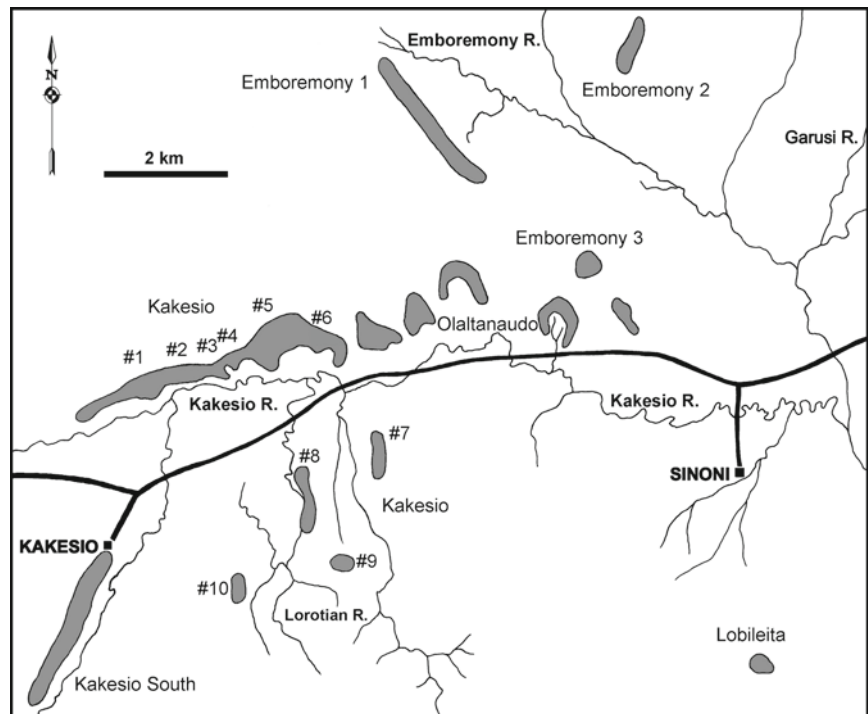 Emboremony R.
Emboremony 1
Emboremony 2
N
Garusi R.
2 km
Emboremony 3
Kakesio
#5
#6
#4
#3
#2
#1
Olaltanaudo
Kakesio R.
Kakesio R.
#7
#8
SINONI
Kakesio
KAKESIO
#9
#10
Lorotian R.
Lobileita
Kakesio South